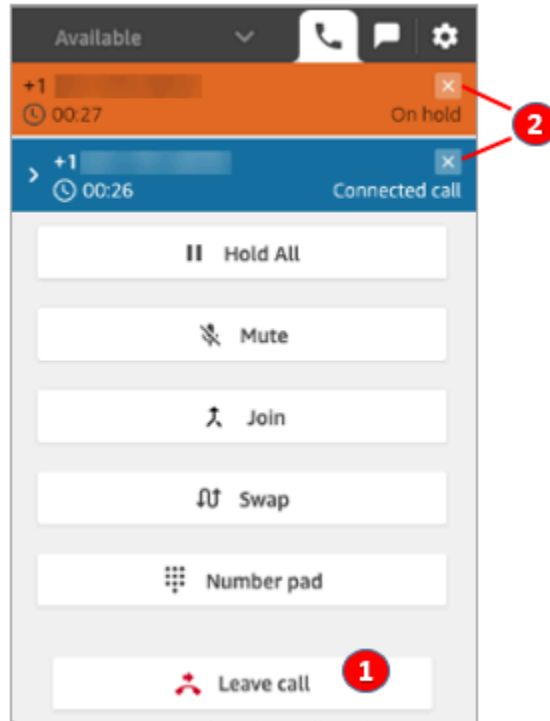 Available
+1
00:27
On hold
2
+1
00:26
Connected call
Hold All
Mute
Join
Swap
Number pad
Leave call
1